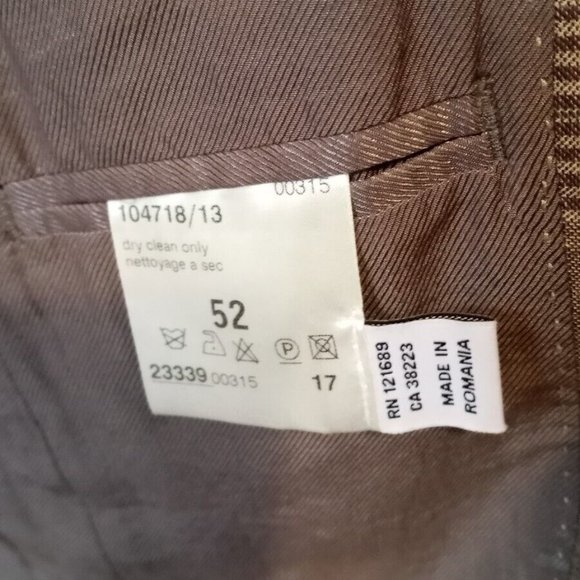 00315
104718/13
dry clean only
nettoyage a sec
52
P
23339 00315
17
RN 121689
CA 38223
MADE IN
ROMANIA